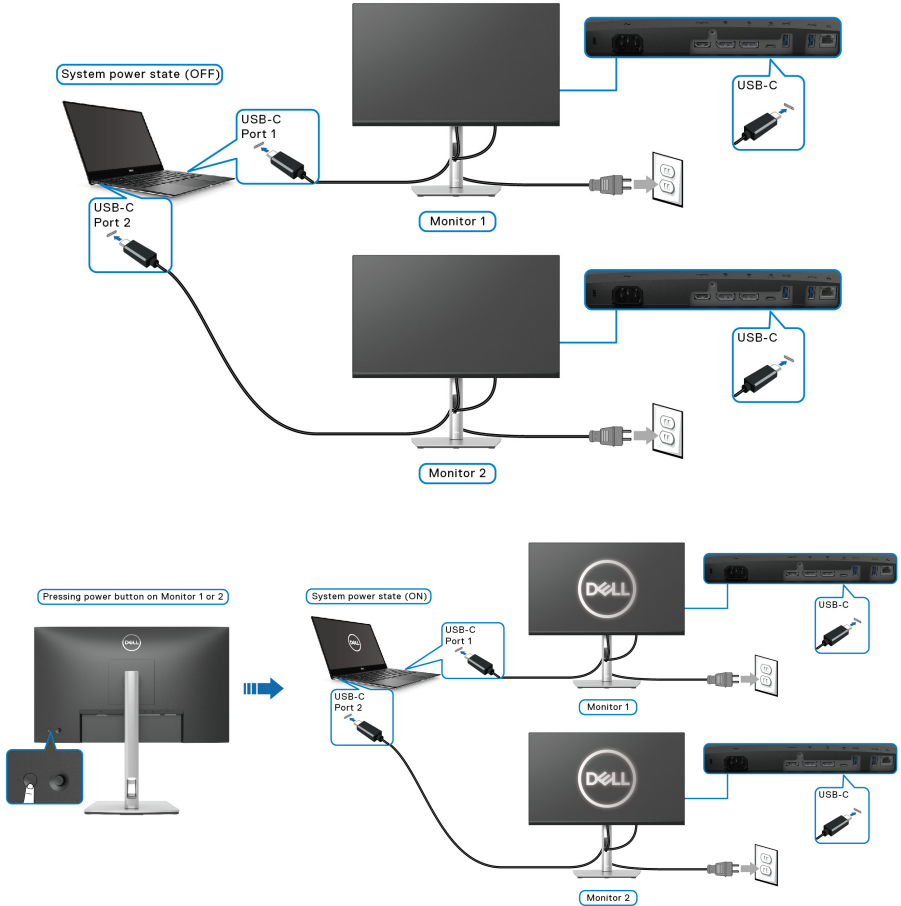 System power state (OFF)
USB-C
Port 1
USB-C
USB-C
Port 2
Monitor 1
USB-C
Monitor 2
Pressing power button on Monitor 1 or 2
System power state (ON)
DELL
DELL
DELL
USB-C
Port 1
USB-C
USB-C
Port 2
Monitor 1
DELL
USB-C
Monitor 2